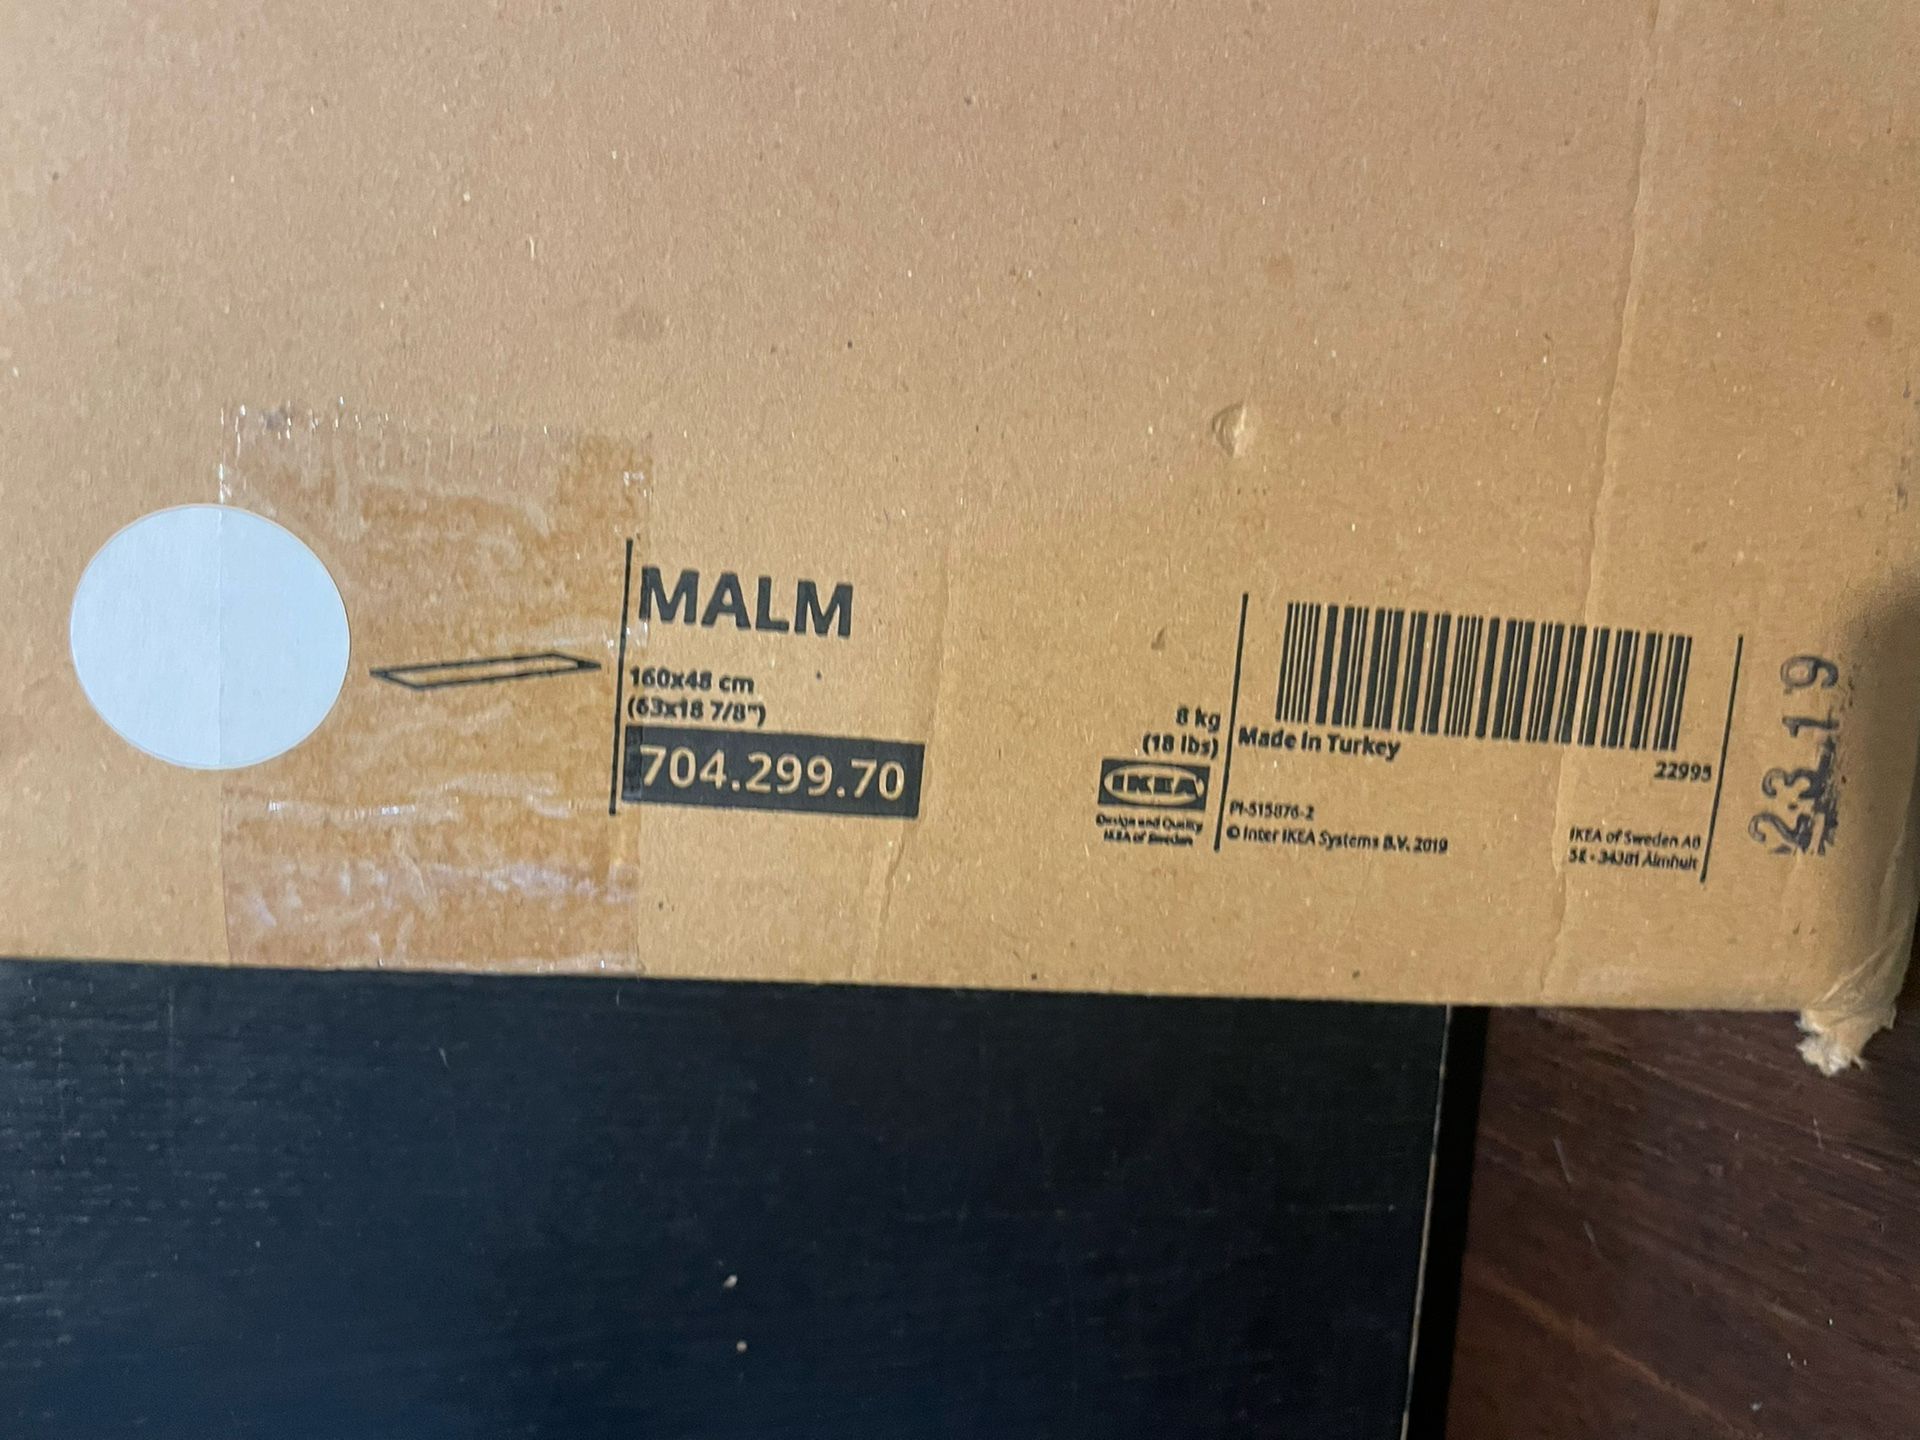 MALM
160x48 cm
(63x18 7/8")
704.299.70
8 kg
(18 lbs)
IKEA
Design and Quality
IKEA of Sweden
Made in Turkey
22995
PI-515876-2
© Inter IKEA Systems B.V. 2019
IKEA of Sweden AB
SE - 34381 Älmhult
23 19